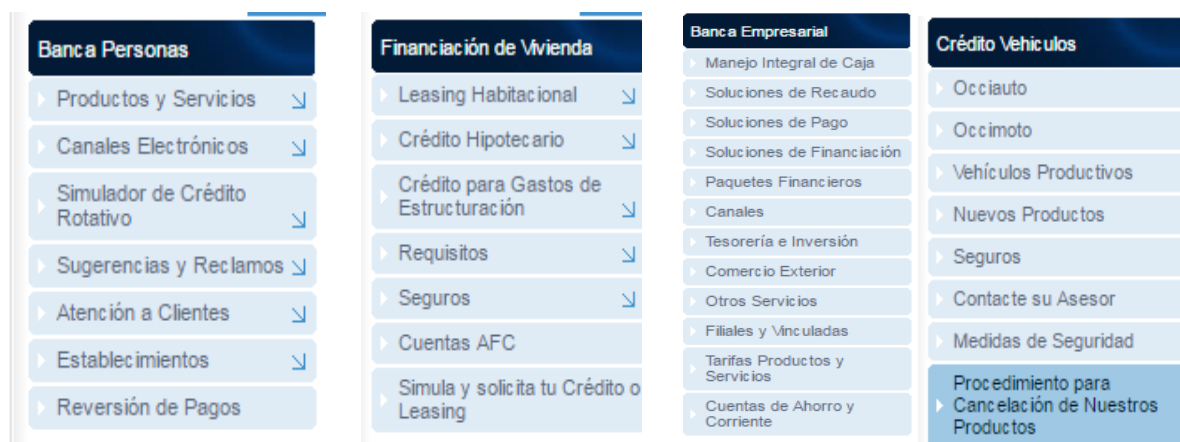 Banca Personas
Productos y Servicios
Canales Electrónicos
Simulador de Crédito
Rotativo
Sugerencias y Reclamos
Atención a Clientes
Establecimientos
Reversión de Pagos
Financiación de Vivienda
Leasing Habitacional
Crédito Hipotecario
Crédito para Gastos de
Estructuración
Requisitos
Seguros
Cuentas AFC
Simula y solicita tu Crédito o
Leasing
Banca Empresarial
Manejo Integral de Caja
Soluciones de Recaudo
Soluciones de Pago
Soluciones de Financiación
Paquetes Financieros
Canales
Tesorería e Inversión
Comercio Exterior
Otros Servicios
Filiales y Vinculadas
Tarifas Productos y
Servicios
Cuentas de Ahorro y
Corriente
Crédito Vehiculos
Occiauto
Occimoto
Vehículos Productivos
Nuevos Productos
Seguros
Contacte su Asesor
Medidas de Seguridad
Procedimiento para
Cancelación de Nuestros
Productos